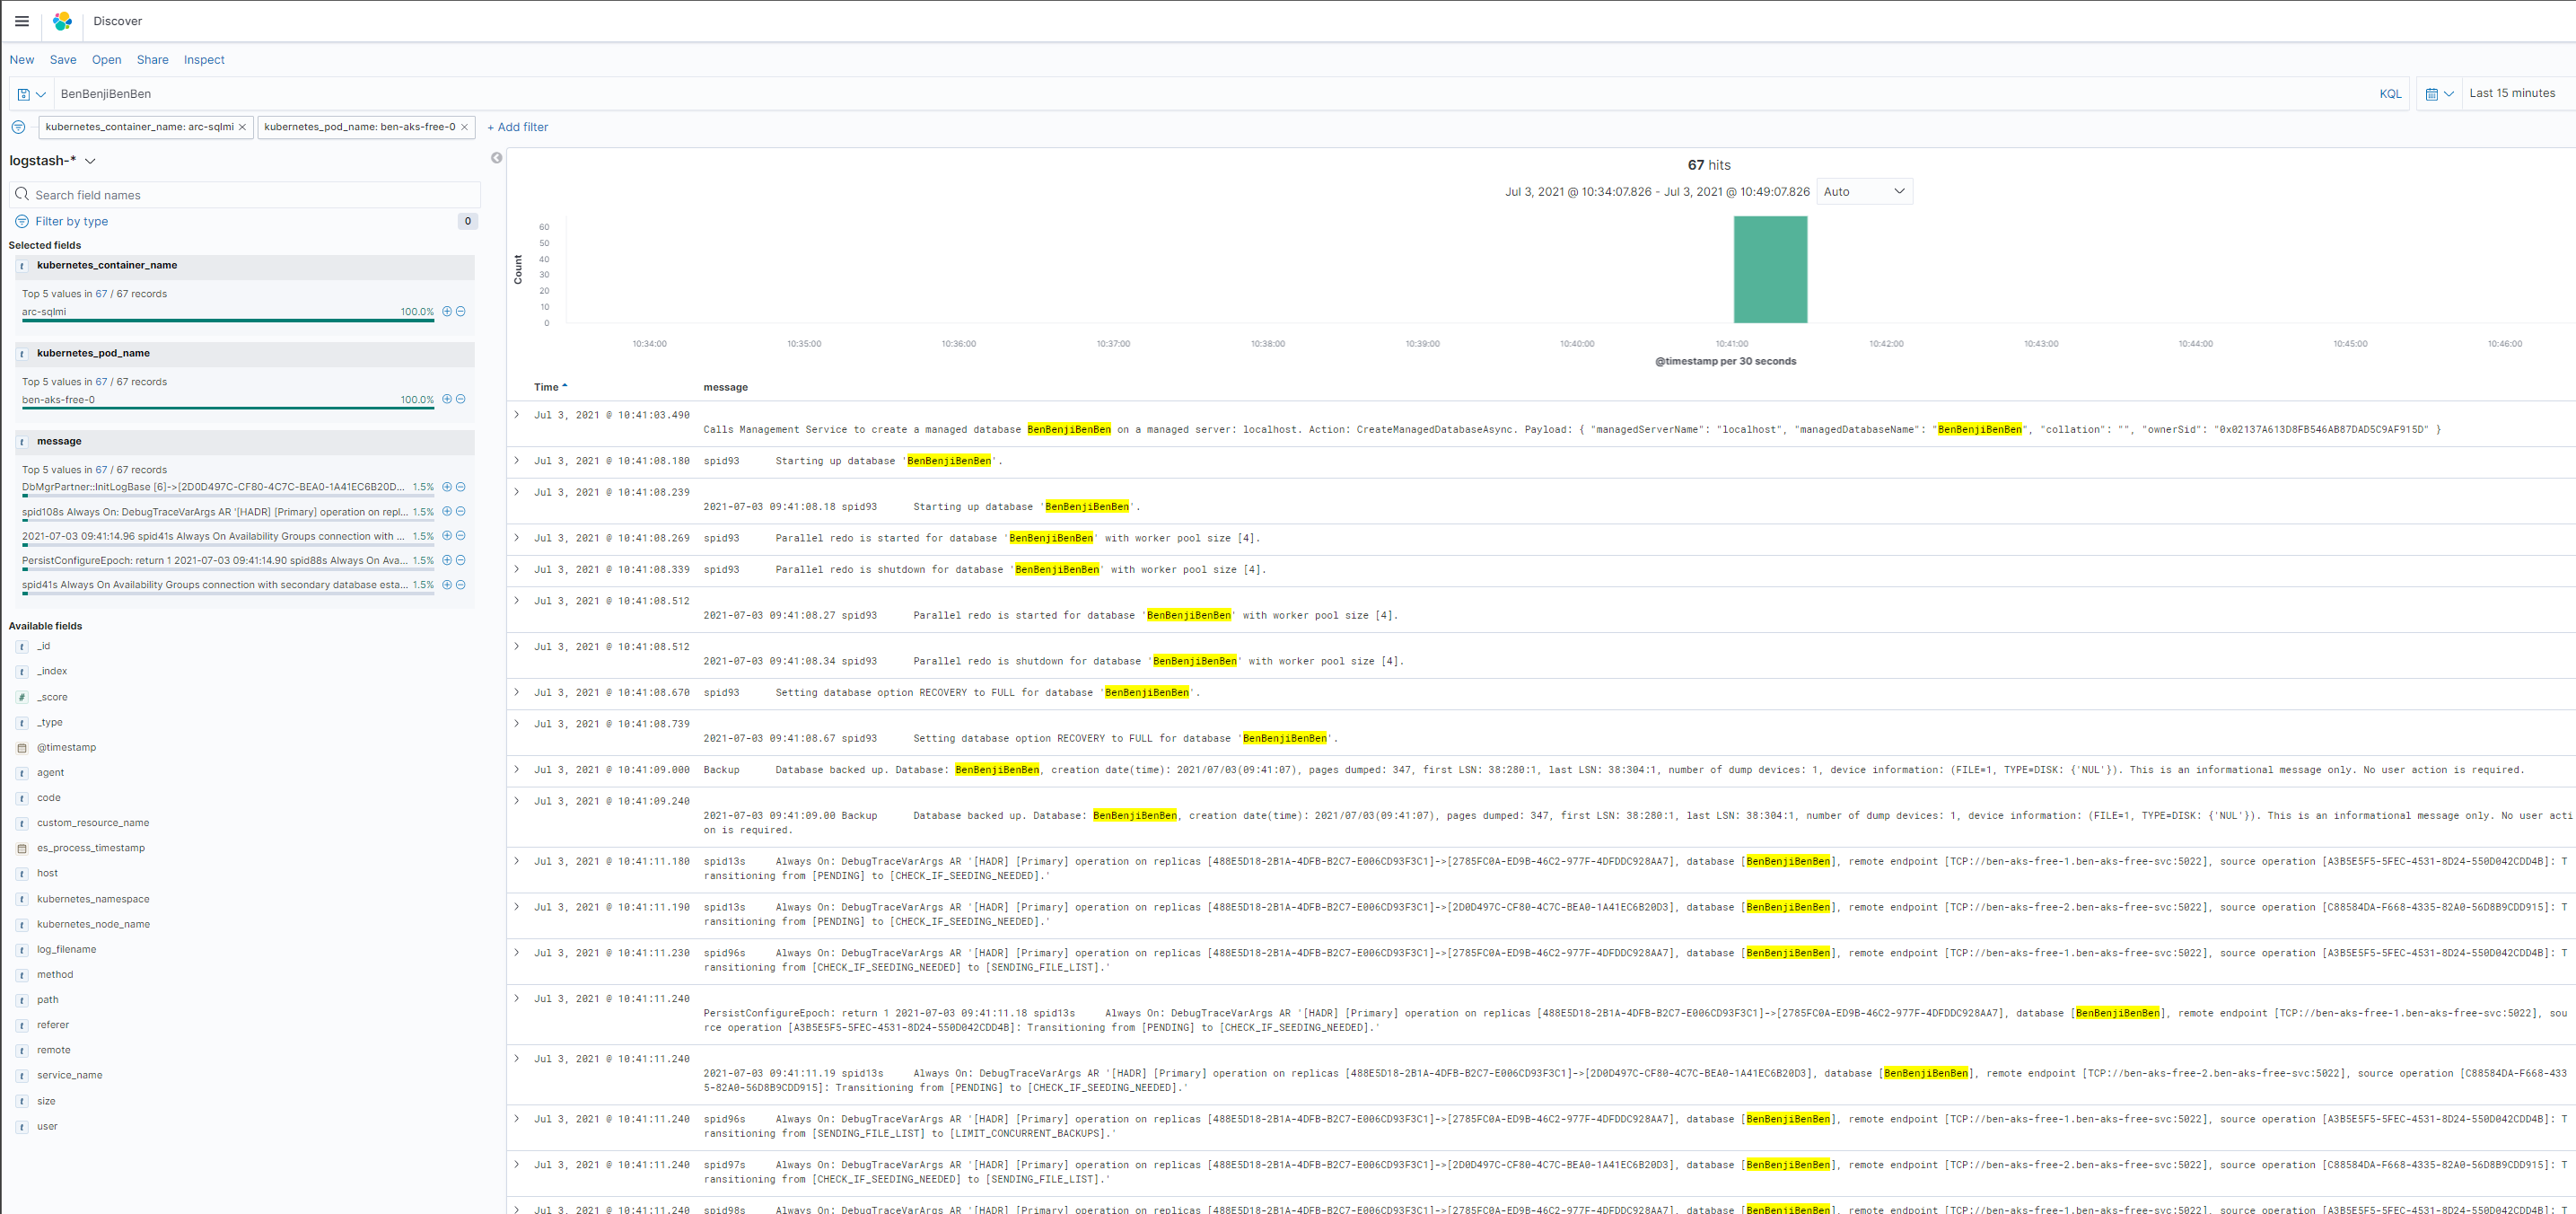 Discover
New Save Open Share Inspect
BenBenjiBenBen KQL Last 15 minutes
kubernetes_container_name: arc-sqlmi × kubernetes_pod_name: ben-aks-free-0 × + Add filter
logstash-*
Search field names
Filter by type 0
Selected fields
t kubernetes_container_name
Top 5 values in 67 / 67 records
arc-sqlmi 100.0%
t kubernetes_pod_name
Top 5 values in 67 / 67 records
ben-aks-free-0 100.0%
t message
Top 5 values in 67 / 67 records
DbMgrPartner::InitLogBase [6]->[2D0D497C-CF80-4C7C-BEA0-1A41EC6B20D... 1.5%
spid108s Always On: DebugTraceVarArgs AR '[HADR] [Primary] operation on repl... 1.5%
2021-07-03 09:41:14.96 spid41s Always On Availability Groups connection with ... 1.5%
PersistConfigureEpoch: return 1 2021-07-03 09:41:14.90 spid88s Always On Ava... 1.5%
spid41s Always On Availability Groups connection with secondary database esta... 1.5%
Available fields
t _id
t _index
# _score
t _type
@timestamp
t agent
t code
t custom_resource_name
es_process_timestamp
t host
t kubernetes_namespace
t kubernetes_node_name
t log_filename
t method
t path
t referer
t remote
t service_name
t size
t user
67 hits
Jul 3, 2021 @ 10:34:07.826 - Jul 3, 2021 @ 10:49:07.826 Auto
Count
60
50
40
30
20
10
0
10:34:00 10:35:00 10:36:00 10:37:00 10:38:00 10:39:00 10:40:00 10:41:00 10:42:00 10:43:00 10:44:00 10:45:00 10:46:00
@timestamp per 30 seconds
Time message
Jul 3, 2021 @ 10:41:03.490
Calls Management Service to create a managed database BenBenjiBenBen on a managed server: localhost. Action: CreateManagedDatabaseAsync. Payload: { "managedServerName": "localhost", "managedDatabaseName": "BenBenjiBenBen", "collation": "", "ownerSid": "0x02137A613D8FB546AB87DAD5C9AF915D" }
Jul 3, 2021 @ 10:41:08.180 spid93 Starting up database 'BenBenjiBenBen'.
Jul 3, 2021 @ 10:41:08.239
2021-07-03 09:41:08.18 spid93 Starting up database 'BenBenjiBenBen'.
Jul 3, 2021 @ 10:41:08.269 spid93 Parallel redo is started for database 'BenBenjiBenBen' with worker pool size [4].
Jul 3, 2021 @ 10:41:08.339 spid93 Parallel redo is shutdown for database 'BenBenjiBenBen' with worker pool size [4].
Jul 3, 2021 @ 10:41:08.512
2021-07-03 09:41:08.27 spid93 Parallel redo is started for database 'BenBenjiBenBen' with worker pool size [4].
Jul 3, 2021 @ 10:41:08.512
2021-07-03 09:41:08.34 spid93 Parallel redo is shutdown for database 'BenBenjiBenBen' with worker pool size [4].
Jul 3, 2021 @ 10:41:08.670 spid93 Setting database option RECOVERY to FULL for database 'BenBenjiBenBen'.
Jul 3, 2021 @ 10:41:08.739
2021-07-03 09:41:08.67 spid93 Setting database option RECOVERY to FULL for database 'BenBenjiBenBen'.
Jul 3, 2021 @ 10:41:09.000 Backup Database backed up. Database: BenBenjiBenBen, creation date(time): 2021/07/03(09:41:07), pages dumped: 347, first LSN: 38:280:1, last LSN: 38:304:1, number of dump devices: 1, device information: (FILE=1, TYPE=DISK: {'NUL'}). This is an informational message only. No user action is required.
Jul 3, 2021 @ 10:41:09.240
2021-07-03 09:41:09.00 Backup Database backed up. Database: BenBenjiBenBen, creation date(time): 2021/07/03(09:41:07), pages dumped: 347, first LSN: 38:280:1, last LSN: 38:304:1, number of dump devices: 1, device information: (FILE=1, TYPE=DISK: {'NUL'}). This is an informational message only. No user acti
on is required.
Jul 3, 2021 @ 10:41:11.180 spid13s Always On: DebugTraceVarArgs AR '[HADR] [Primary] operation on replicas [488E5D18-2B1A-4DFB-B2C7-E006CD93F3C1]->[2785FC0A-ED9B-46C2-977F-4DFDDC928AA7], database [BenBenjiBenBen], remote endpoint [TCP://ben-aks-free-1.ben-aks-free-svc:5022], source operation [A3B5E5F5-5FEC-4531-8D24-550D042CDD4B]: T
ransitioning from [PENDING] to [CHECK_IF_SEEDING_NEEDED].'
Jul 3, 2021 @ 10:41:11.190 spid13s Always On: DebugTraceVarArgs AR '[HADR] [Primary] operation on replicas [488E5D18-2B1A-4DFB-B2C7-E006CD93F3C1]->[2D0D497C-CF80-4C7C-BEA0-1A41EC6B20D3], database [BenBenjiBenBen], remote endpoint [TCP://ben-aks-free-2.ben-aks-free-svc:5022], source operation [C88584DA-F668-4335-82A0-56D8B9CDD915]: T
ransitioning from [PENDING] to [CHECK_IF_SEEDING_NEEDED].'
Jul 3, 2021 @ 10:41:11.230 spid96s Always On: DebugTraceVarArgs AR '[HADR] [Primary] operation on replicas [488E5D18-2B1A-4DFB-B2C7-E006CD93F3C1]->[2785FC0A-ED9B-46C2-977F-4DFDDC928AA7], database [BenBenjiBenBen], remote endpoint [TCP://ben-aks-free-1.ben-aks-free-svc:5022], source operation [A3B5E5F5-5FEC-4531-8D24-550D042CDD4B]: T
ransitioning from [CHECK_IF_SEEDING_NEEDED] to [SENDING_FILE_LIST].'
Jul 3, 2021 @ 10:41:11.240
PersistConfigureEpoch: return 1 2021-07-03 09:41:11.18 spid13s Always On: DebugTraceVarArgs AR '[HADR] [Primary] operation on replicas [488E5D18-2B1A-4DFB-B2C7-E006CD93F3C1]->[2785FC0A-ED9B-46C2-977F-4DFDDC928AA7], database [BenBenjiBenBen], remote endpoint [TCP://ben-aks-free-1.ben-aks-free-svc:5022], sou
rce operation [A3B5E5F5-5FEC-4531-8D24-550D042CDD4B]: Transitioning from [PENDING] to [CHECK_IF_SEEDING_NEEDED].'
Jul 3, 2021 @ 10:41:11.240
2021-07-03 09:41:11.19 spid13s Always On: DebugTraceVarArgs AR '[HADR] [Primary] operation on replicas [488E5D18-2B1A-4DFB-B2C7-E006CD93F3C1]->[2D0D497C-CF80-4C7C-BEA0-1A41EC6B20D3], database [BenBenjiBenBen], remote endpoint [TCP://ben-aks-free-2.ben-aks-free-svc:5022], source operation [C88584DA-F668-433
5-82A0-56D8B9CDD915]: Transitioning from [PENDING] to [CHECK_IF_SEEDING_NEEDED].'
Jul 3, 2021 @ 10:41:11.240 spid96s Always On: DebugTraceVarArgs AR '[HADR] [Primary] operation on replicas [488E5D18-2B1A-4DFB-B2C7-E006CD93F3C1]->[2785FC0A-ED9B-46C2-977F-4DFDDC928AA7], database [BenBenjiBenBen], remote endpoint [TCP://ben-aks-free-1.ben-aks-free-svc:5022], source operation [A3B5E5F5-5FEC-4531-8D24-550D042CDD4B]: T
ransitioning from [SENDING_FILE_LIST] to [LIMIT_CONCURRENT_BACKUPS].'
Jul 3, 2021 @ 10:41:11.240 spid97s Always On: DebugTraceVarArgs AR '[HADR] [Primary] operation on replicas [488E5D18-2B1A-4DFB-B2C7-E006CD93F3C1]->[2D0D497C-CF80-4C7C-BEA0-1A41EC6B20D3], database [BenBenjiBenBen], remote endpoint [TCP://ben-aks-free-2.ben-aks-free-svc:5022], source operation [C88584DA-F668-4335-82A0-56D8B9CDD915]: T
ransitioning from [CHECK_IF_SEEDING_NEEDED] to [SENDING_FILE_LIST].'
Jul 3, 2021 @ 10:41:11.240 spid98s Always On: DebugTraceVarArgs AR '[HADR] [Primary] operation on replicas [488E5D18-2B1A-4DFB-B2C7-E006CD93F3C1]->[2785FC0A-ED9B-46C2-977F-4DFDDC928AA7], database [BenBenjiBenBen], remote endpoint [TCP://ben-aks-free-1.ben-aks-free-svc:5022], source operation [A3B5E5F5-5FEC-4531-8D24-550D042CDD4B]: T